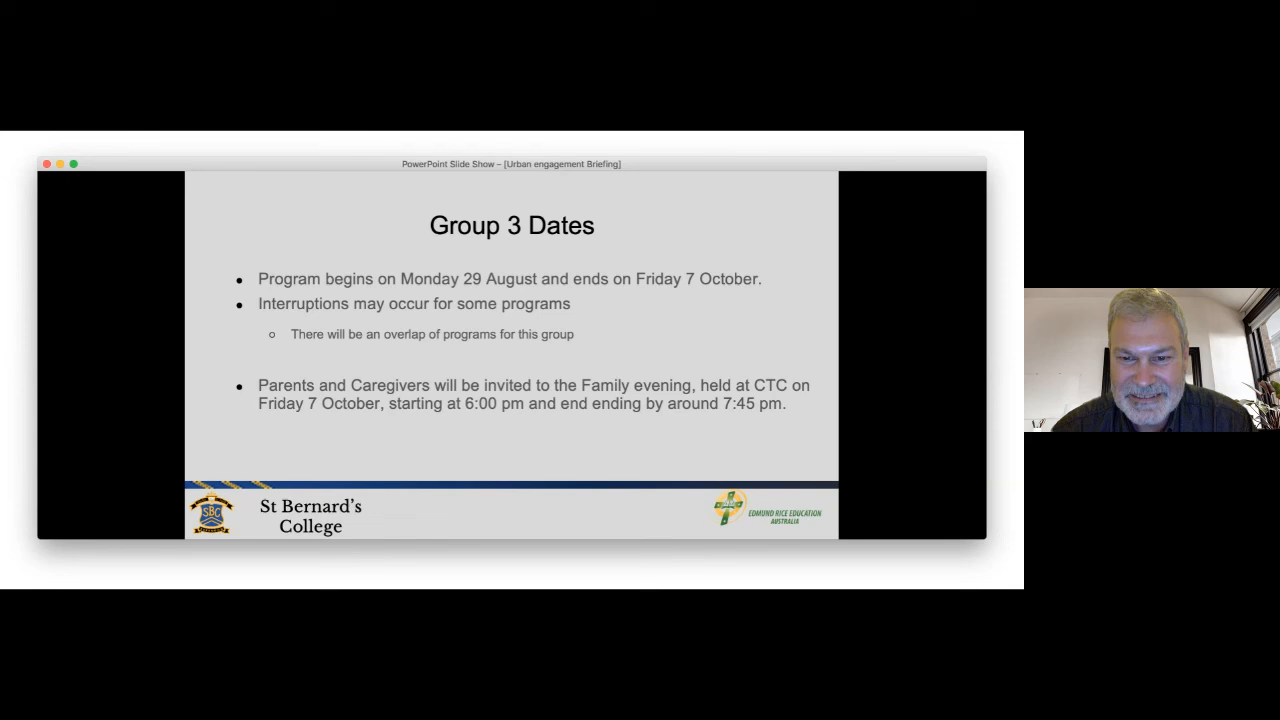 PowerPoint Slide Show – [Urban engagement Briefing]
Group 3 Dates
Program begins on Monday 29 August and ends on Friday 7 October.
Interruptions may occur for some programs
There will be an overlap of programs for this group
Parents and Caregivers will be invited to the Family evening, held at CTC on
Friday 7 October, starting at 6:00 pm and end ending by around 7:45 pm.
SBC
St Bernard's
College
EDMUND RICE EDUCATION
AUSTRALIA